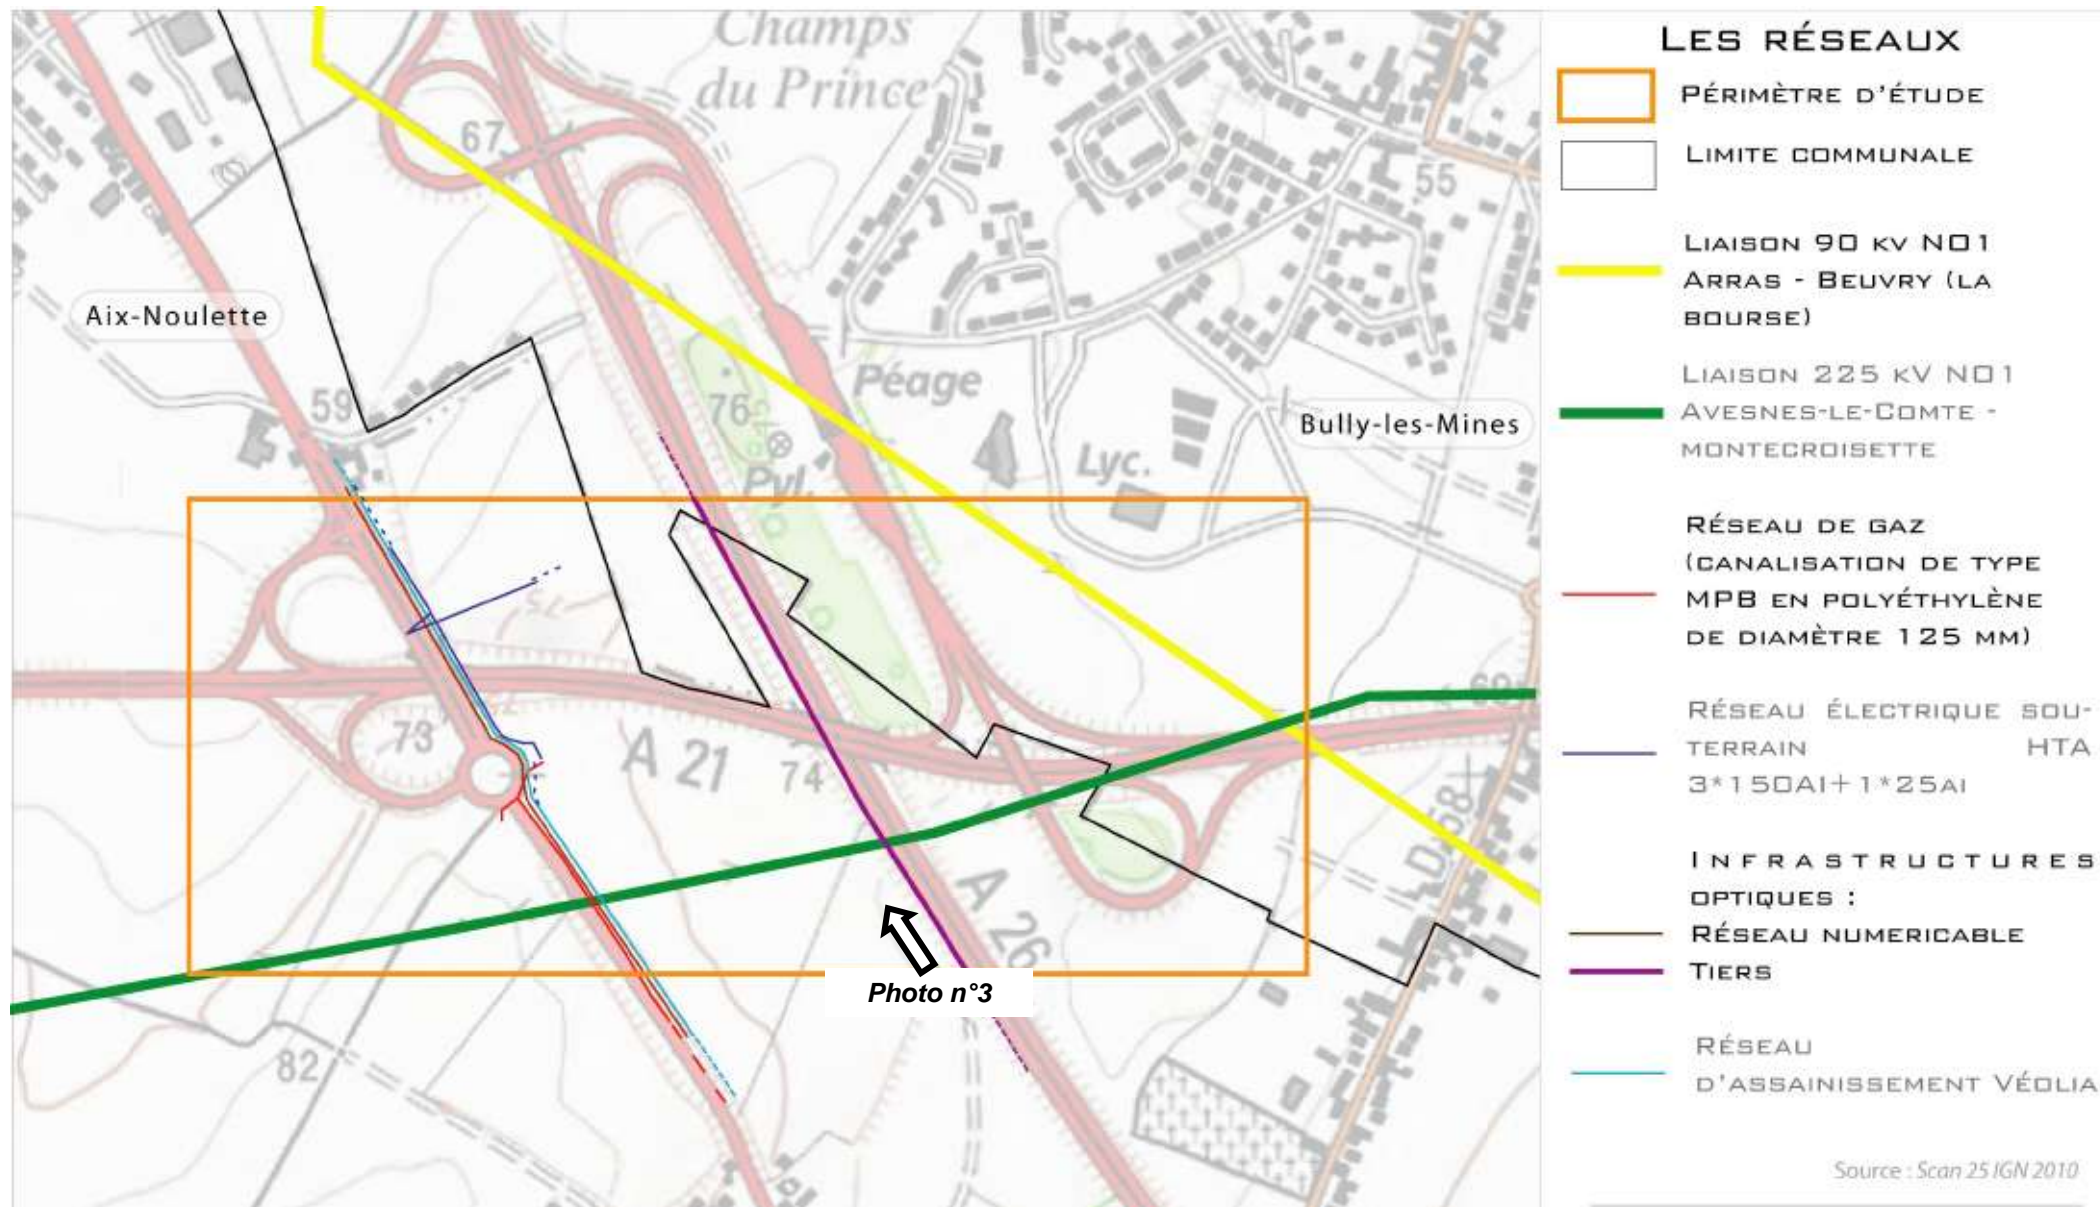 Champs
du Prince
67
55
Aix-Noulette
59
Péage
76
75
Pyl.
Lyc.
Bully-les-Mines
75
73
A 21
74
69
D 58
A 26
Photo n°3
82
LES RÉSEAUX
PÉRIMÈTRE D'ÉTUDE
LIMITE COMMUNALE
LIAISON 90 KV NO1
ARRAS - BEUVRY (LA
BOURSE)
LIAISON 225 KV NO1
AVESNES-LE-COMTE -
MONTECROISETTE
RÉSEAU DE GAZ
(CANALISATION DE TYPE
MPB EN POLYÉTHYLÈNE
DE DIAMÈTRE 125 MM)
RÉSEAU ÉLECTRIQUE SOU-
TERRAIN HTA
3*150AI+1*25AI
INFRASTRUCTURES
OPTIQUES :
RÉSEAU NUMERICABLE
TIERS
RÉSEAU
D'ASSAINISSEMENT VÉOLIA
Source : Scan 25 IGN 2010